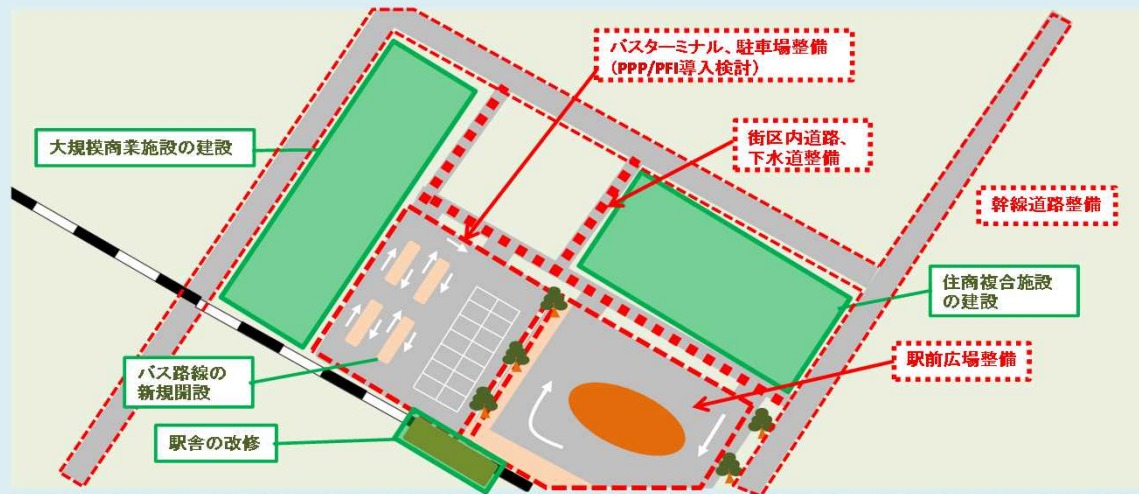 バスターミナル、駐車場整備
（PPP/PFI導入検討）
大規模商業施設の建設
街区内道路、
下水道整備
幹線道路整備
住商複合施設
の建設
駅前広場整備
バス路線の
新規開設
駅舎の改修